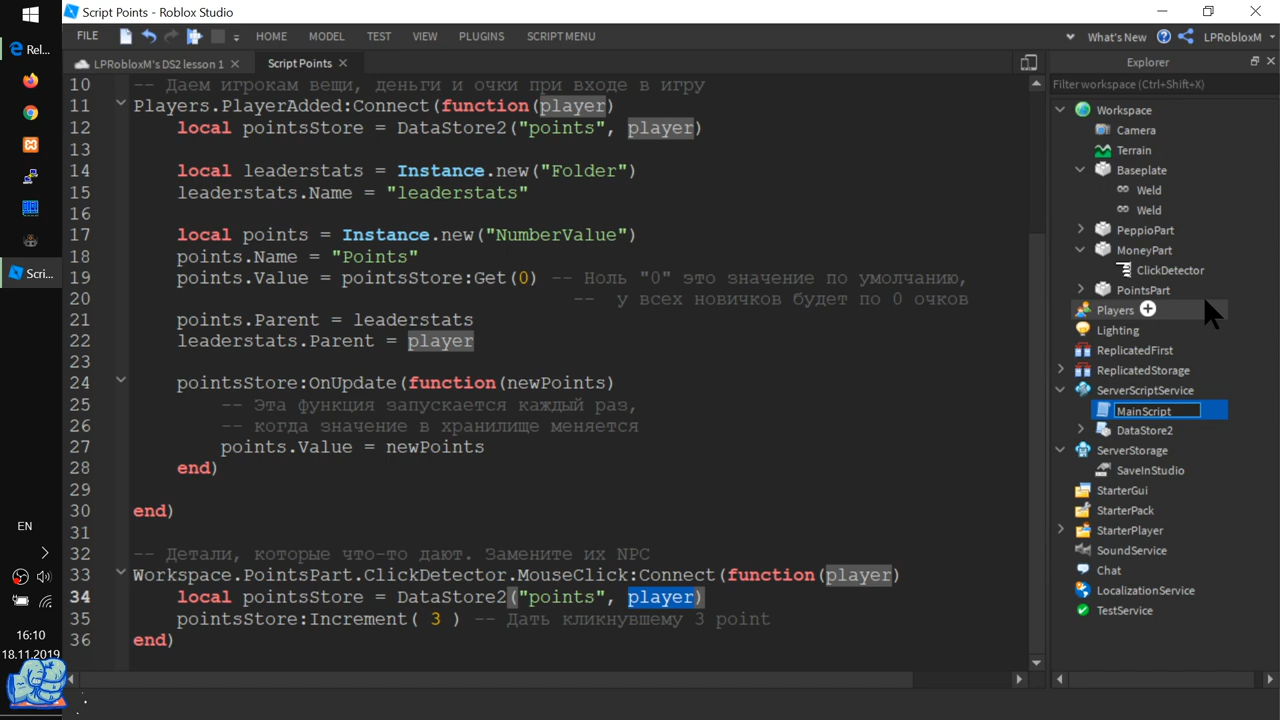 Script Points - Roblox Studio
FILE HOME MODEL TEST VIEW PLUGINS SCRIPT MENU What's New LPRobloxM
LPRobloxM's DS2 lesson 1 Script Points
10 -- Даем игрокам вещи, деньги и очки при входе в игру
11 Players.PlayerAdded:Connect(function(player)
12 local pointsStore = DataStore2("points", player)
13
14 local leaderstats = Instance.new("Folder")
15 leaderstats.Name = "leaderstats"
16
17 local points = Instance.new("NumberValue")
18 points.Name = "Points"
19 points.Value = pointsStore:Get(0) -- Ноль "0" это значение по умолчанию,
20 -- у всех новичков будет по 0 очков
21 points.Parent = leaderstats
22 leaderstats.Parent = player
23
24 pointsStore:OnUpdate(function(newPoints)
25 -- Эта функция запускается каждый раз,
26 -- когда значение в хранилище меняется
27 points.Value = newPoints
28 end)
29
30 end)
31
32 -- Детали, которые что-то дают. Замените их NPC
33 Workspace.PointsPart.ClickDetector.MouseClick:Connect(function(player)
34 local pointsStore = DataStore2("points", player)
35 pointsStore:Increment( 3 ) -- Дать кликнувшему 3 point
36 end)
Explorer
Filter workspace (Ctrl+Shift+X)
Workspace
Camera
Terrain
Baseplate
Weld
Weld
PeppioPart
MoneyPart
ClickDetector
PointsPart
Players
Lighting
ReplicatedFirst
ReplicatedStorage
ServerScriptService
MainScript
DataStore2
ServerStorage
SaveInStudio
StarterGui
StarterPack
StarterPlayer
SoundService
Chat
LocalizationService
TestService
Rel...
Scri...
EN
16:10
18.11.2019